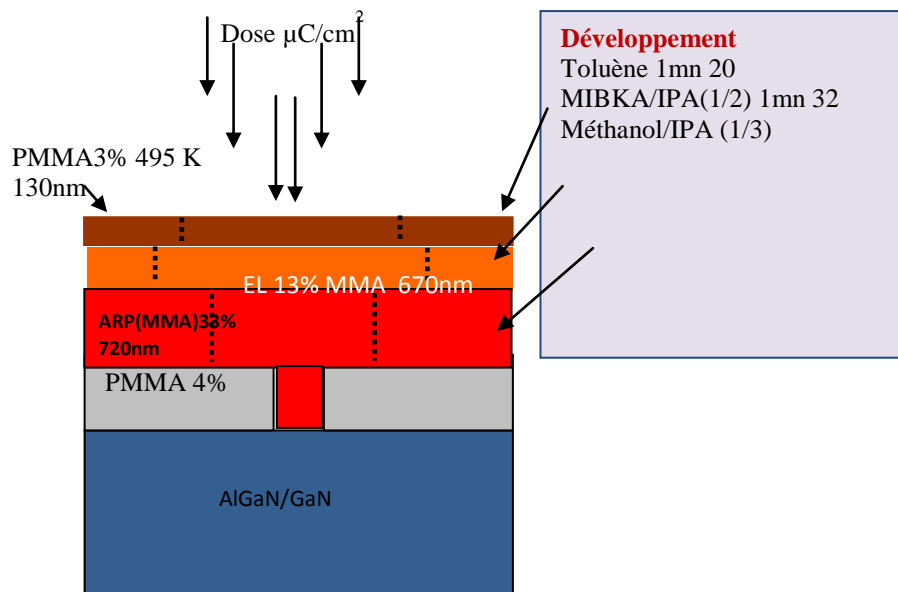 Dose µC/cm²
Développement
Toluène 1mn 20
MIBKA/IPA(1/2) 1mn 32
Méthanol/IPA (1/3)
PMMA3% 495 K
130nm
EL 13% MMA 670nm
ARP(MMA)33%
720nm
PMMA 4%
AlGaN/GaN